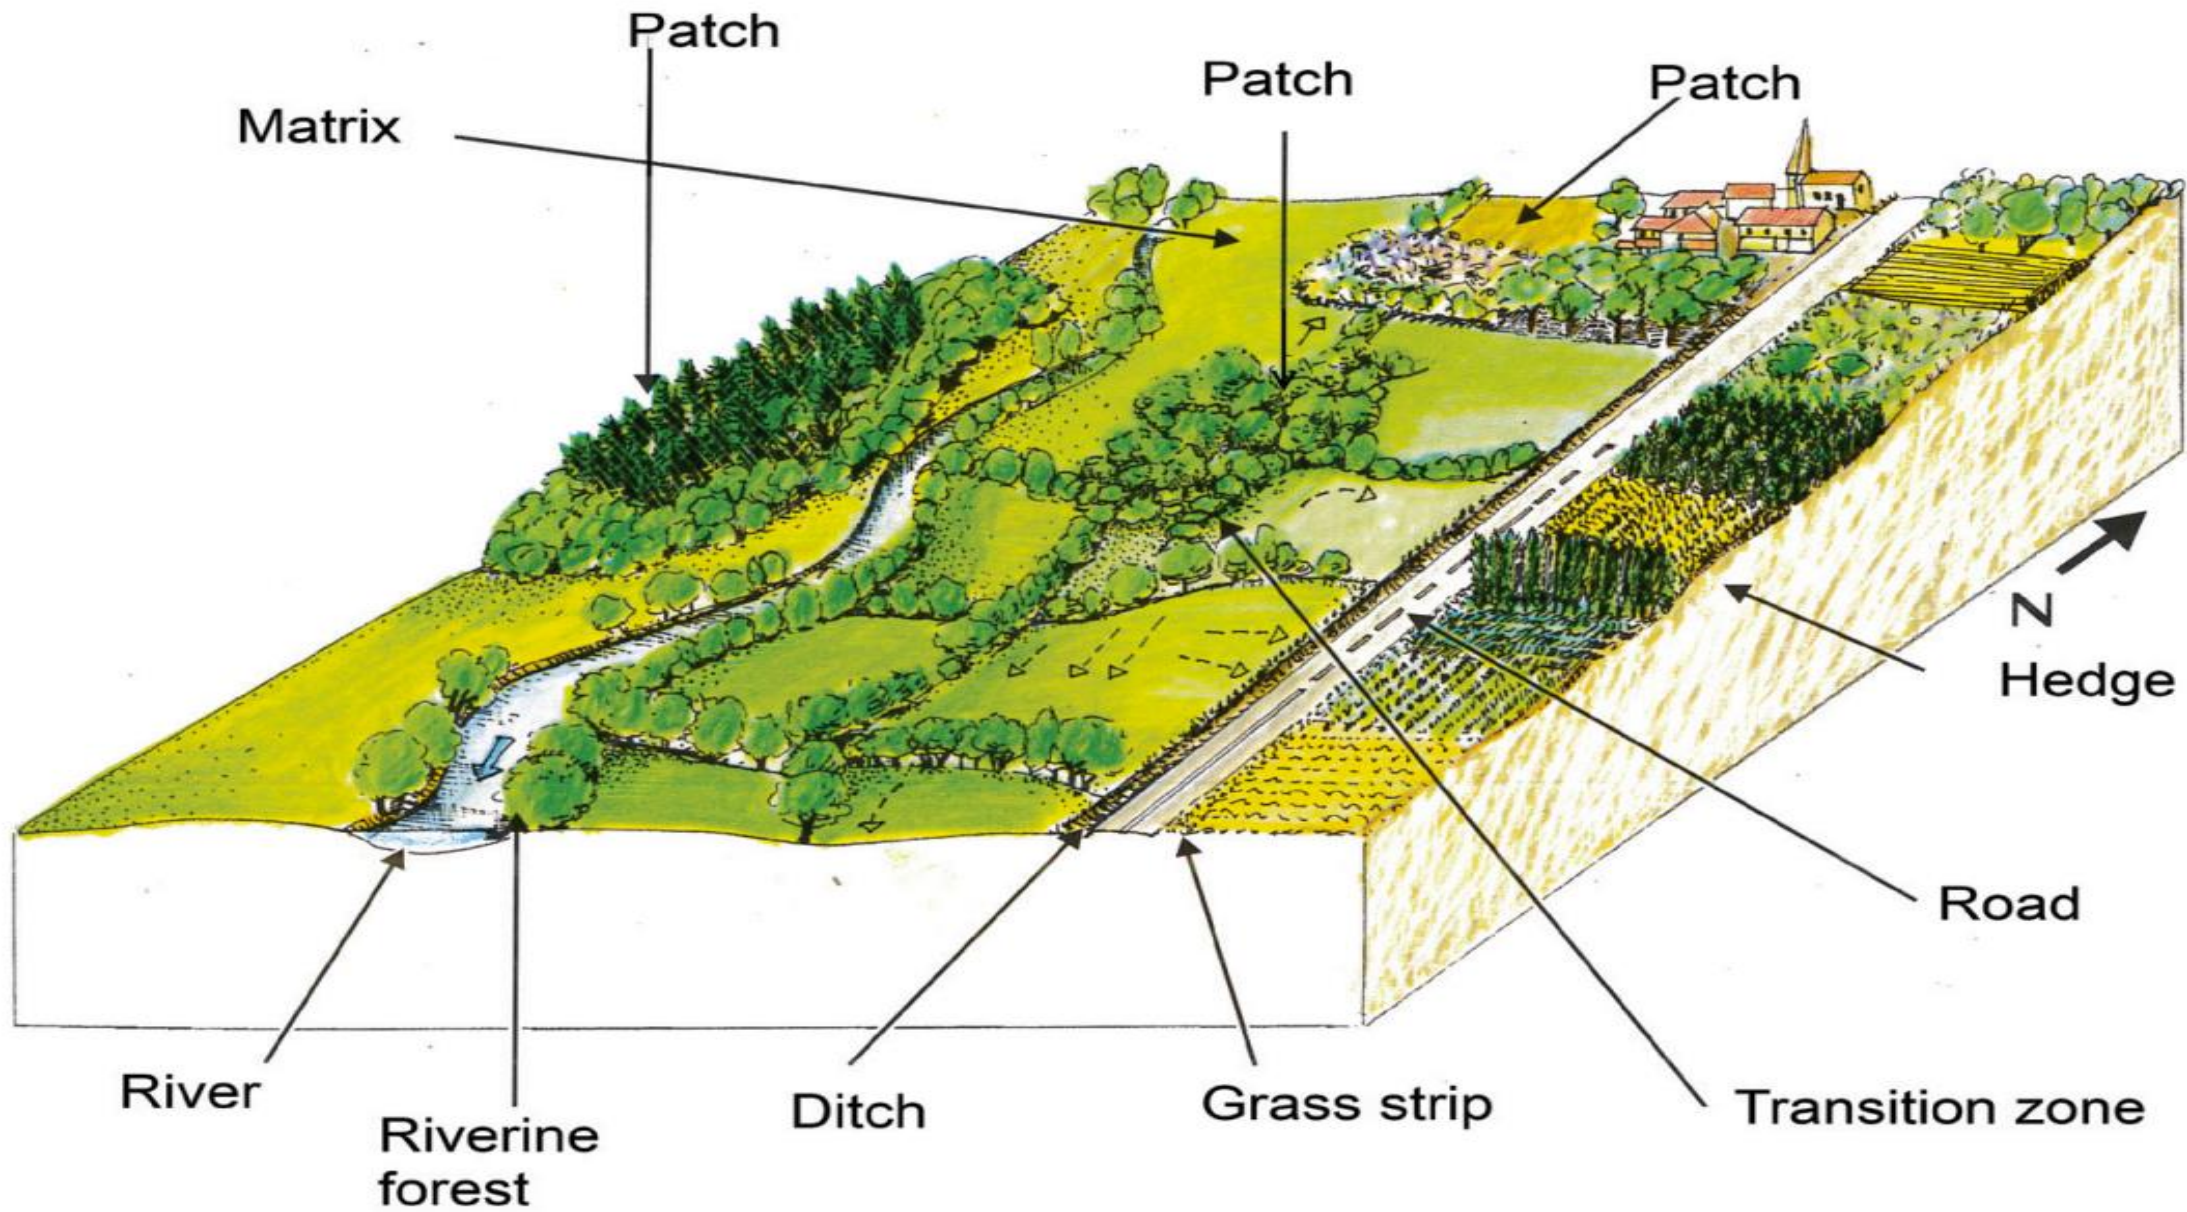 Patch
Patch
Patch
Matrix
N
Hedge
Road
River
Riverine
forest
Ditch
Grass strip
Transition zone